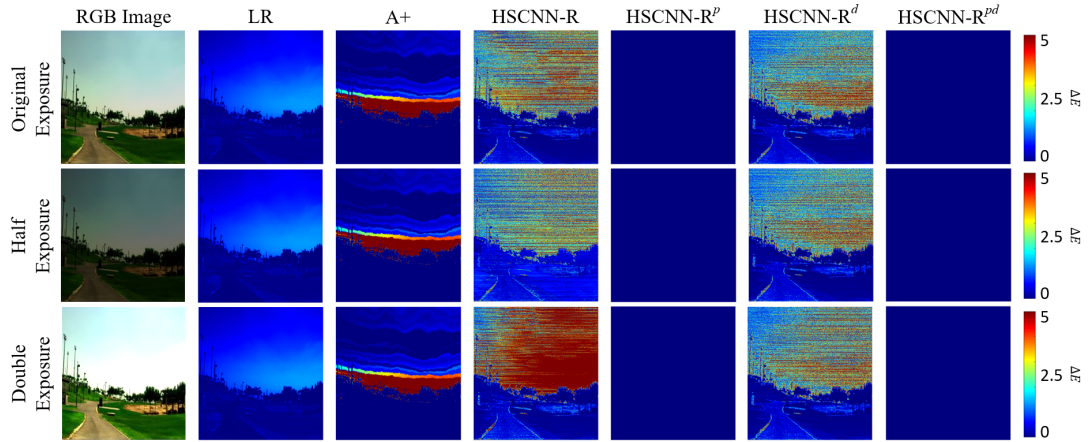 RGB Image LR A+ HSCNN-R HSCNN-Rᵖ HSCNN-Rᵈ HSCNN-Rᵖᵈ
Original
Exposure
5
2.5
0
ΔE
Half
Exposure
5
2.5
0
ΔE
Double
Exposure
5
2.5
0
ΔE